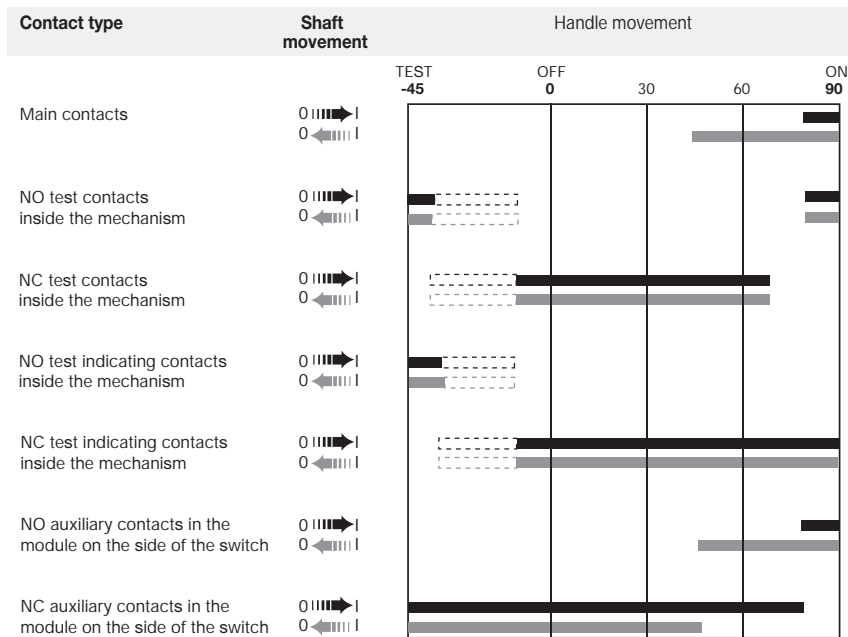 Contact type Shaft movement Handle movement
TEST OFF ON
-45 0 30 60 90
Main contacts 0 I
0 I
NO test contacts 0 I
inside the mechanism 0 I
NC test contacts 0 I
inside the mechanism 0 I
NO test indicating contacts 0 I
inside the mechanism 0 I
NC test indicating contacts 0 I
inside the mechanism 0 I
NO auxiliary contacts in the 0 I
module on the side of the switch 0 I
NC auxiliary contacts in the 0 I
module on the side of the switch 0 I